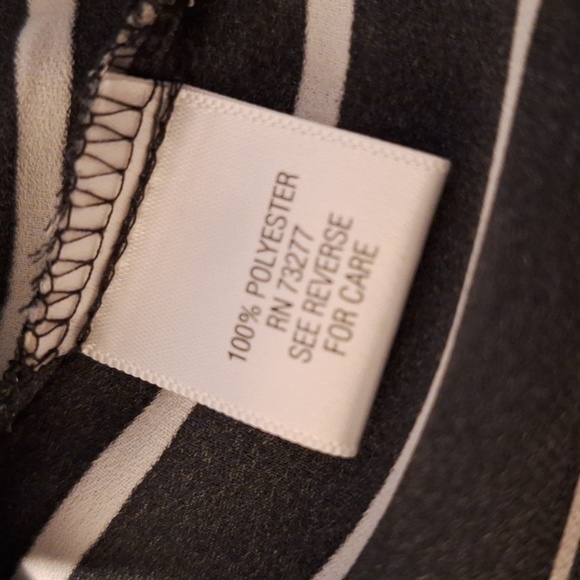 100% POLYESTER
RN 73277
SEE REVERSE
FOR CARE